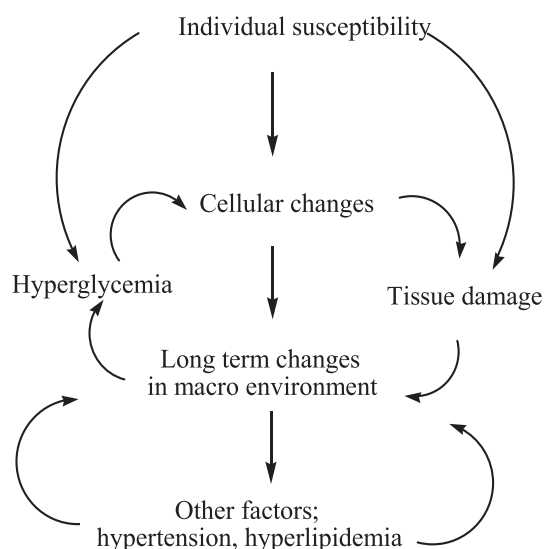 Individual susceptibility
Cellular changes
Hyperglycemia
Tissue damage
Long term changes
in macro environment
Other factors;
hypertension, hyperlipidemia